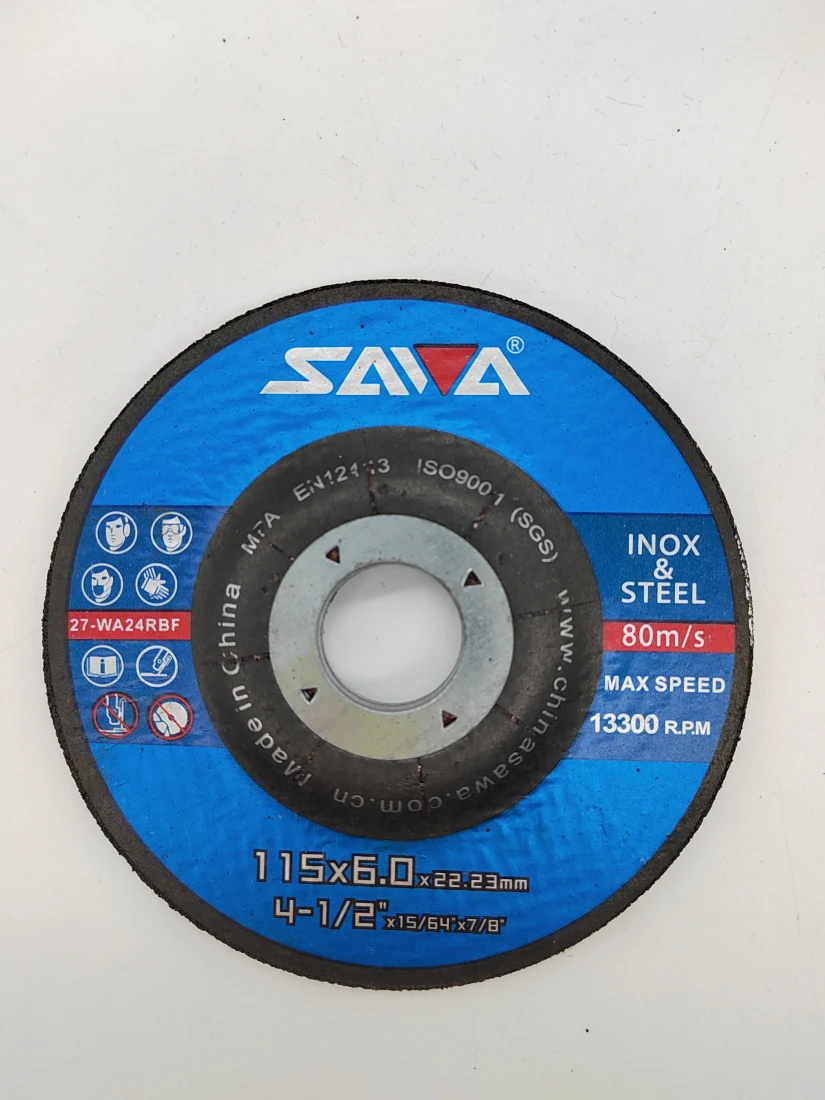 SAWA®
MPA EN12413 ISO9001 (SGS)
www.chinasawa.com.cn
Made in China
27-WA24RBF
INOX
&
STEEL
80m/s
MAX SPEED
13300 R.P.M
115x6.0x22.23mm
4-1/2"x15/64"x7/8"